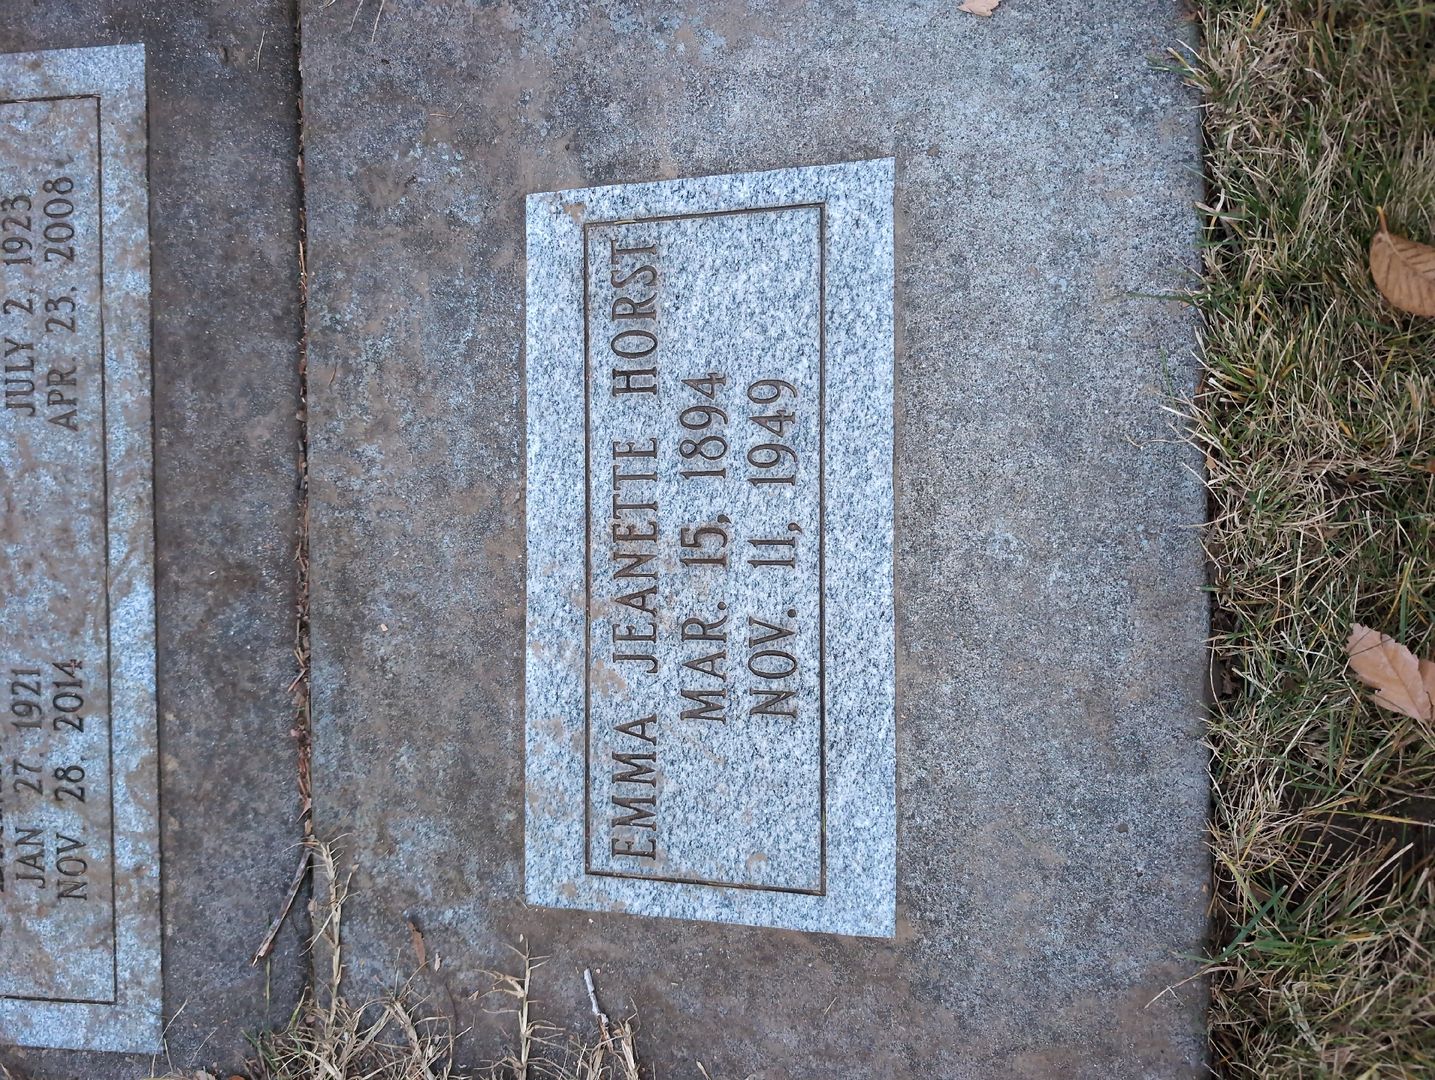 JAN 27, 1921
NOV 28, 2014
JULY 2, 1923
APR. 23, 2008
EMMA JEANETTE HORST
MAR. 15, 1894
NOV. 11, 1949